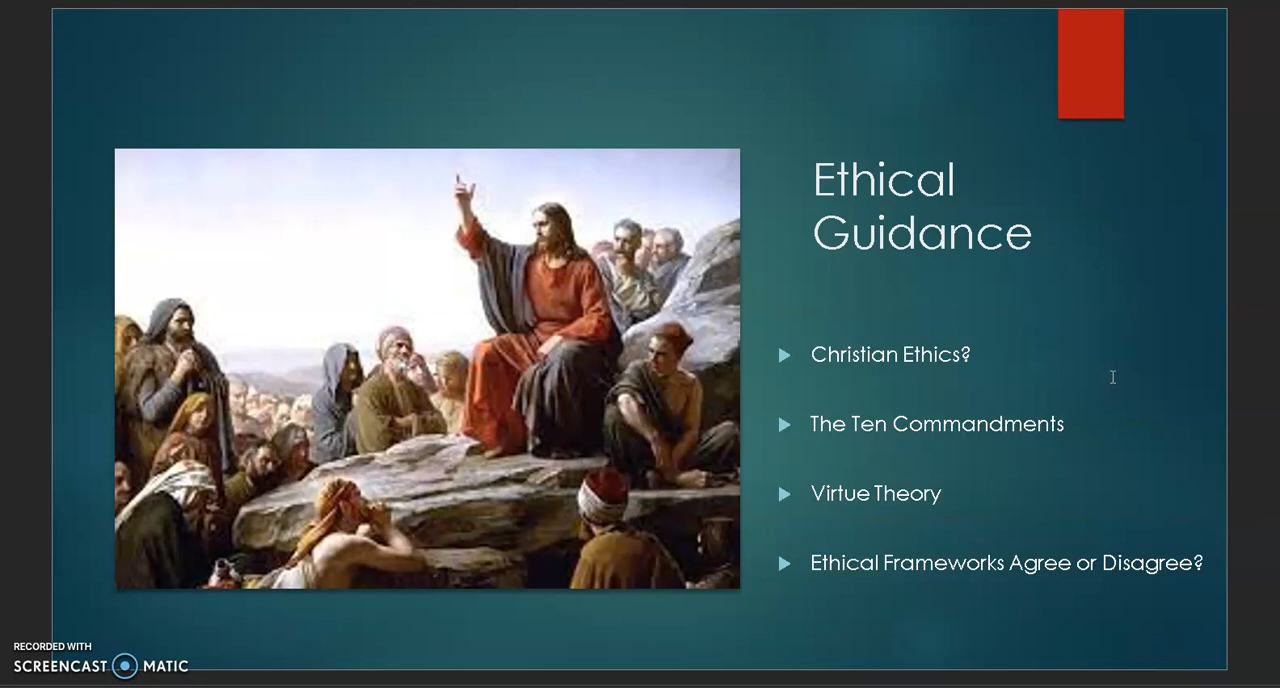 Ethical
Guidance
Christian Ethics?
The Ten Commandments
Virtue Theory
Ethical Frameworks Agree or Disagree?
RECORDED WITH
SCREENCAST MATIC